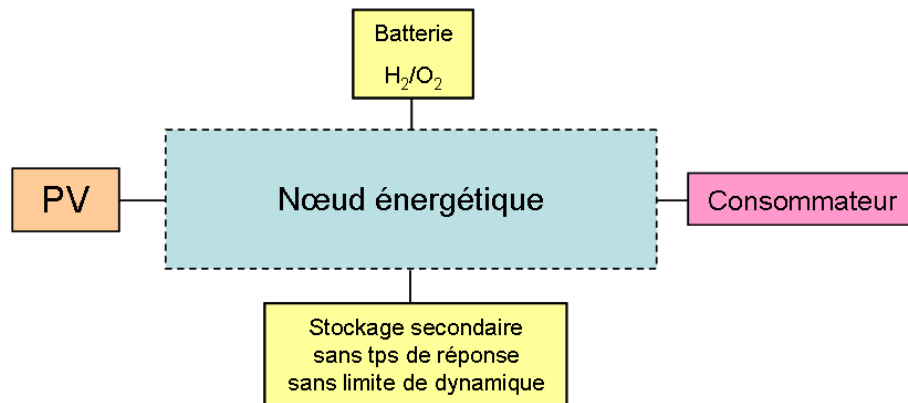 Batterie
H₂/O₂
PV
Nœud énergétique
Consommateur
Stockage secondaire
sans tps de réponse
sans limite de dynamique